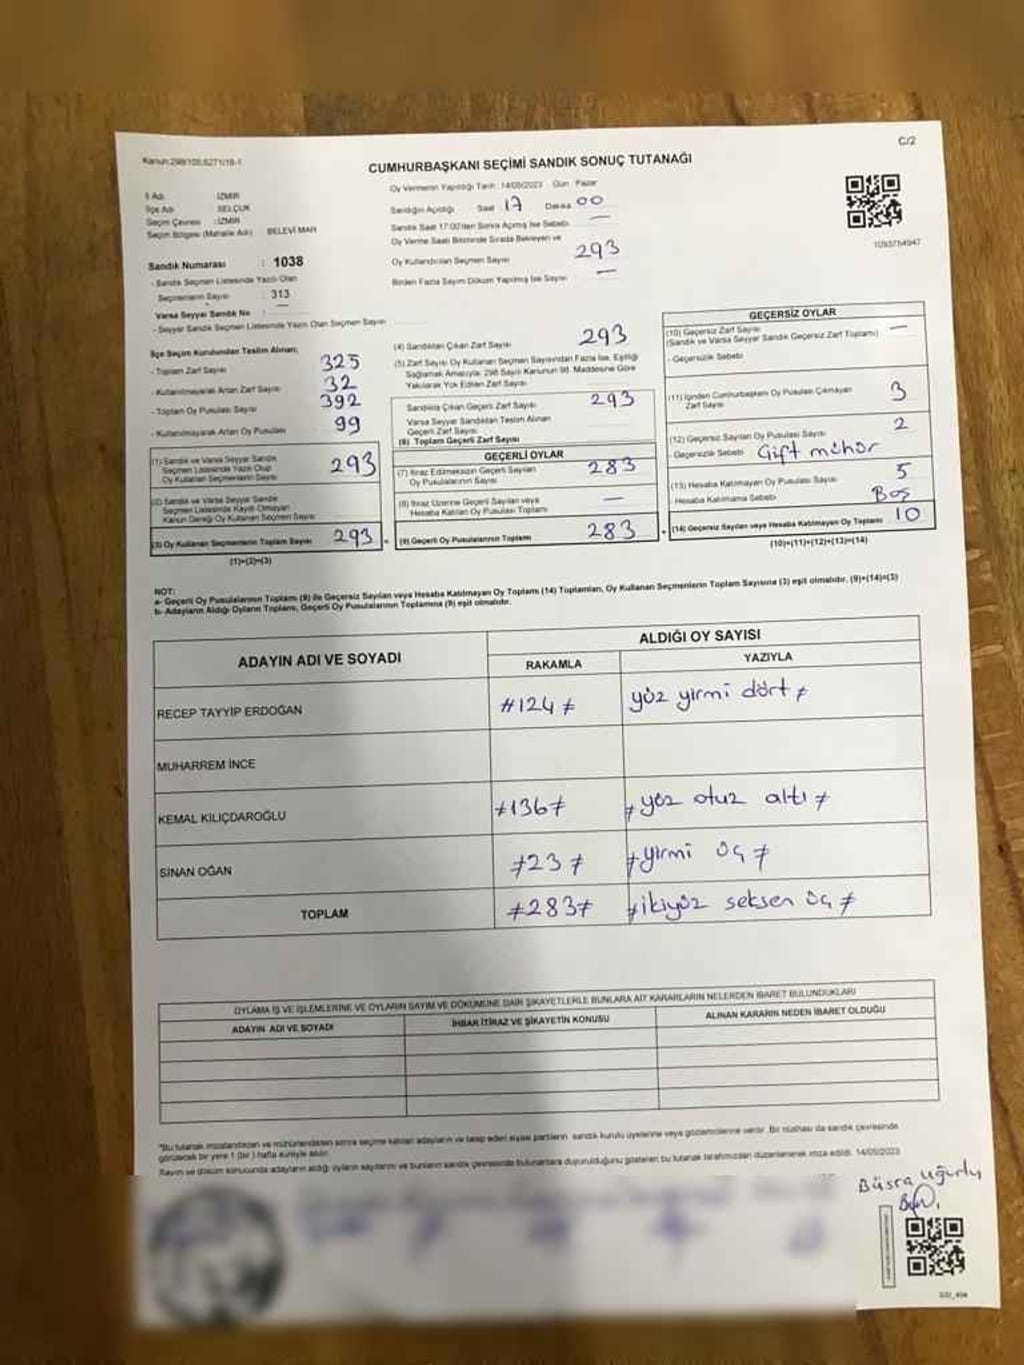 Kanun:298/105,6271/18-1
C/2
CUMHURBAŞKANI SEÇİMİ SANDIK SONUÇ TUTANAĞI
İl Adı : İZMİR
İlçe Adı : SELÇUK
Seçim Çevresi : İZMİR
Seçim Bölgesi (Mahalle Adı) BELEVİ MAH
Sandık Numarası : 1038
- Sandık Seçmen Listesinde Yazılı Olan
Seçmenlerin Sayısı : 313
Varsa Seyyar Sandık No : —
- Seyyar Sandık Seçmen Listesinde Yazılı Olan Seçmen Sayısı
Oy Vermenin Yapıldığı Tarih : 14/05/2023 Gün : Pazar
Sandığın Açıldığı Saat 17 Dakika 00
Sandık Saat 17:00'den Sonra Açılmış İse Sebebi —
Oy Verme Saati Bitiminde Sırada Bekleyen ve
Oy Kullandırılan Seçmen Sayısı 293
Birden Fazla Sayım Döküm Yapılmış İse Sayısı —
1093754947
İlçe Seçim Kurulundan Teslim Alınan;
- Toplam Zarf Sayısı 325
- Kullanılmayarak Artan Zarf Sayısı 32
- Toplam Oy Pusulası Sayısı 392
- Kullanılmayarak Artan Oy Pusulası 99
(1) Sandık ve Varsa Seyyar Sandık
Seçmen Listesinde Yazılı Olup
Oy Kullanan Seçmenlerin Sayısı 293
(2) Sandık ve Varsa Seyyar Sandık
Seçmen Listesinde Kaydı Olmayan
Kanun Gereği Oy Kullanan Seçmen Sayısı
(3) Oy Kullanan Seçmenlerin Toplam Sayısı 293
(1)+(2)=(3)
(4) Sandıktan Çıkan Zarf Sayısı 293
(5) Zarf Sayısı Oy Kullanan Seçmen Sayısından Fazla İse, Eşitliği
Sağlamak Amacıyla; 298 Sayılı Kanunun 98. Maddesine Göre
Yakılarak Yok Edilen Zarf Sayısı
Sandıkta Çıkan Geçerli Zarf Sayısı 293
Varsa Seyyar Sandıktan Teslim Alınan
Geçerli Zarf Sayısı
(6) Toplam Geçerli Zarf Sayısı
GEÇERLİ OYLAR
(7) İtiraz Edilmeksizin Geçerli Sayılan
Oy Pusulalarının Sayısı 283
(8) İtiraz Üzerine Geçerli Sayılan veya
Hesaba Katılan Oy Pusulası Toplamı —
(9) Geçerli Oy Pusulalarının Toplamı 283
GEÇERSİZ OYLAR
(10) Geçersiz Zarf Sayısı —
(Sandık ve Varsa Seyyar Sandık Geçersiz Zarf Toplamı)
- Geçersizlik Sebebi
(11) İçinden Cumhurbaşkanı Oy Pusulası Çıkmayan
Zarf Sayısı 3
(12) Geçersiz Sayılan Oy Pusulası Sayısı 2
- Geçersizlik Sebebi Çift mühür
(13) Hesaba Katılmayan Oy Pusulası Sayısı 5
Hesaba Katılmama Sebebi Boş
(14) Geçersiz Sayılan veya Hesaba Katılmayan Oy Toplamı 10
(10)+(11)+(12)+(13)=(14)
NOT:
a- Geçerli Oy Pusulalarının Toplamı (9) ile Geçersiz Sayılan veya Hesaba Katılmayan Oy Toplamı (14) Toplamları, Oy Kullanan Seçmenlerin Toplam Sayısına (3) eşit olmalıdır. (9)+(14)=(3)
b- Adayların Aldığı Oyların Toplamı, Geçerli Oy Pusulalarının Toplamına (9) eşit olmalıdır.
ADAYIN ADI VE SOYADI ALDIĞI OY SAYISI
RAKAMLA YAZIYLA
RECEP TAYYİP ERDOĞAN #124≠ yüz yirmi dört ≠
MUHARREM İNCE
KEMAL KILIÇDAROĞLU ≠136≠ ≠yüz otuz altı ≠
SİNAN OĞAN ≠23≠ ≠yirmi üç ≠
TOPLAM ≠283≠ ≠ikiyüz seksen üç ≠
OYLAMA İŞ VE İŞLEMLERİNE VE OYLARIN SAYIM VE DÖKÜMÜNE DAİR ŞİKAYETLERLE BUNLARA AİT KARARLARIN NELERDEN İBARET BULUNDUKLARI
ADAYIN ADI VE SOYADI İHBAR İTİRAZ VE ŞİKAYETİN KONUSU ALINAN KARARIN NEDEN İBARET OLDUĞU
"Bu tutanak imzalandıktan ve mühürlendikten sonra seçime katılan adayların ve talep eden siyasi partilerin sandık kurulu üyelerine veya gözlemcilerine verilir. Bir nüshası da sandık çevresinde
görülecek bir yere 1 (bir) hafta süreyle asılır.
Sayım ve döküm sonucunda adayların aldığı oyların sayılarını ve bunların sandık çevresinde bulunanlara duyurulduğunu gösteren bu tutanak tarafımızdan düzenlenerek imza edildi. 14/05/2023
Büşra Uğurlu